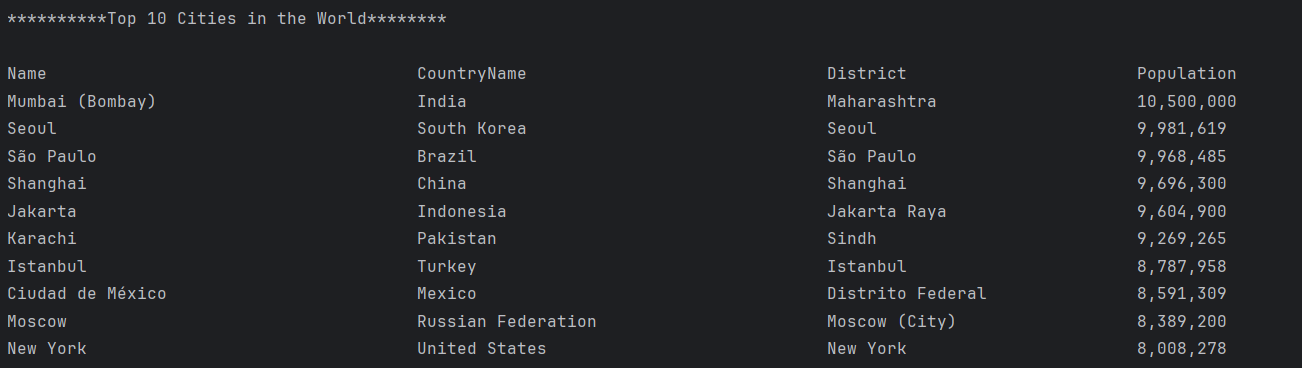 **********Top 10 Cities in the World********
Name CountryName District Population
Mumbai (Bombay) India Maharashtra 10,500,000
Seoul South Korea Seoul 9,981,619
São Paulo Brazil São Paulo 9,968,485
Shanghai China Shanghai 9,696,300
Jakarta Indonesia Jakarta Raya 9,604,900
Karachi Pakistan Sindh 9,269,265
Istanbul Turkey Istanbul 8,787,958
Ciudad de México Mexico Distrito Federal 8,591,309
Moscow Russian Federation Moscow (City) 8,389,200
New York United States New York 8,008,278